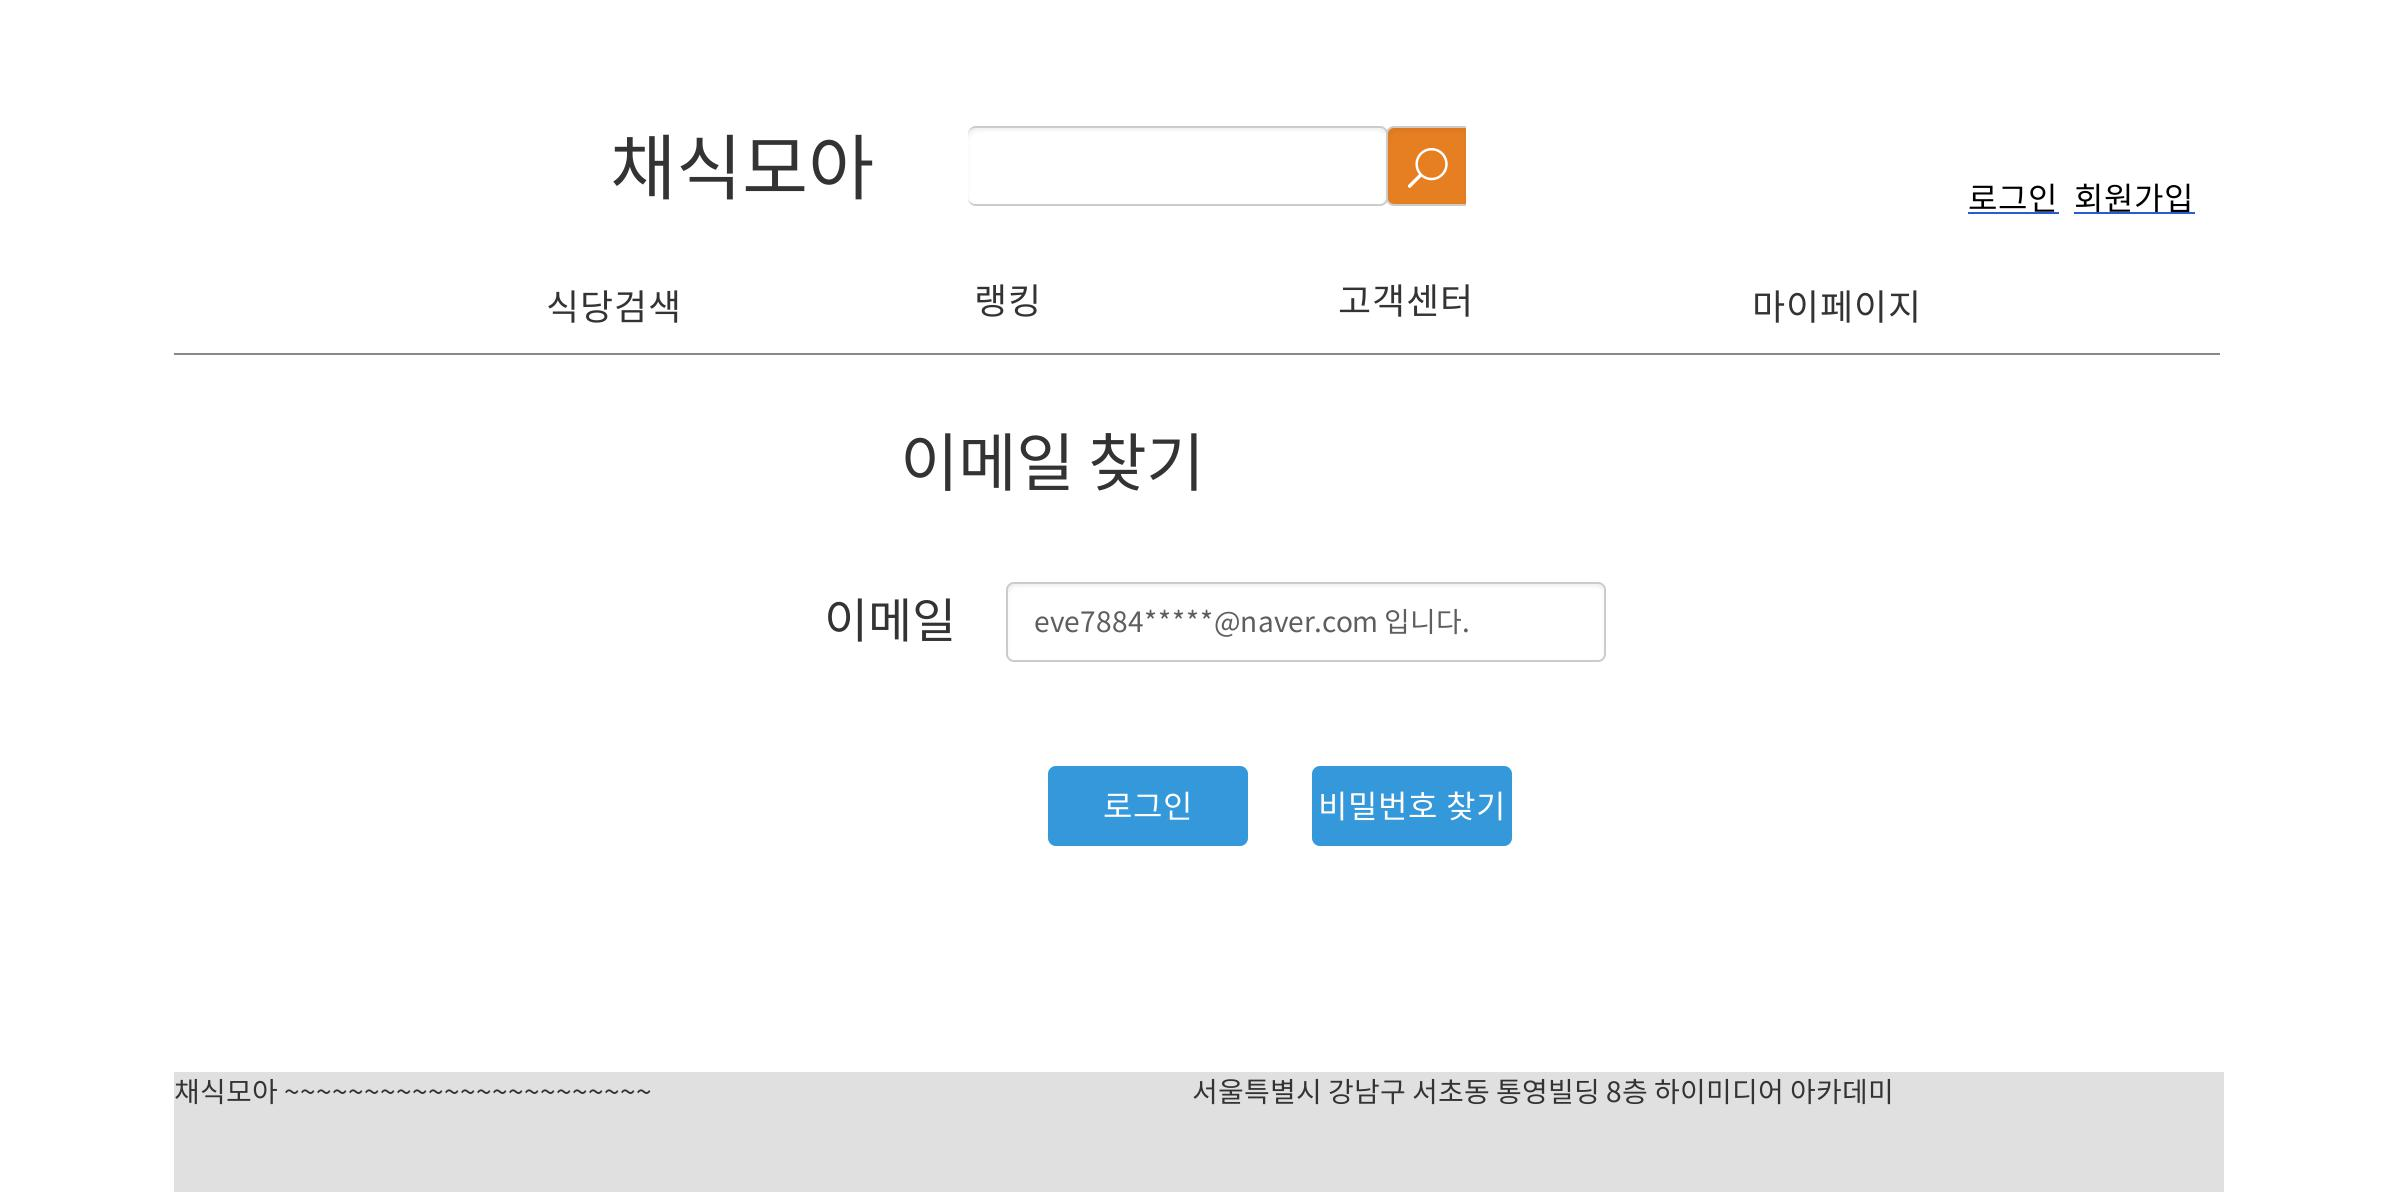 채식모아
로그인 회원가입
식당검색 랭킹 고객센터 마이페이지
이메일 찾기
이메일 eve7884*****@naver.com 입니다.
로그인 비밀번호 찾기
채식모아 ~~~~~~~~~~~~~~~~~~~~~~~ 서울특별시 강남구 서초동 통영빌딩 8층 하이미디어 아카데미